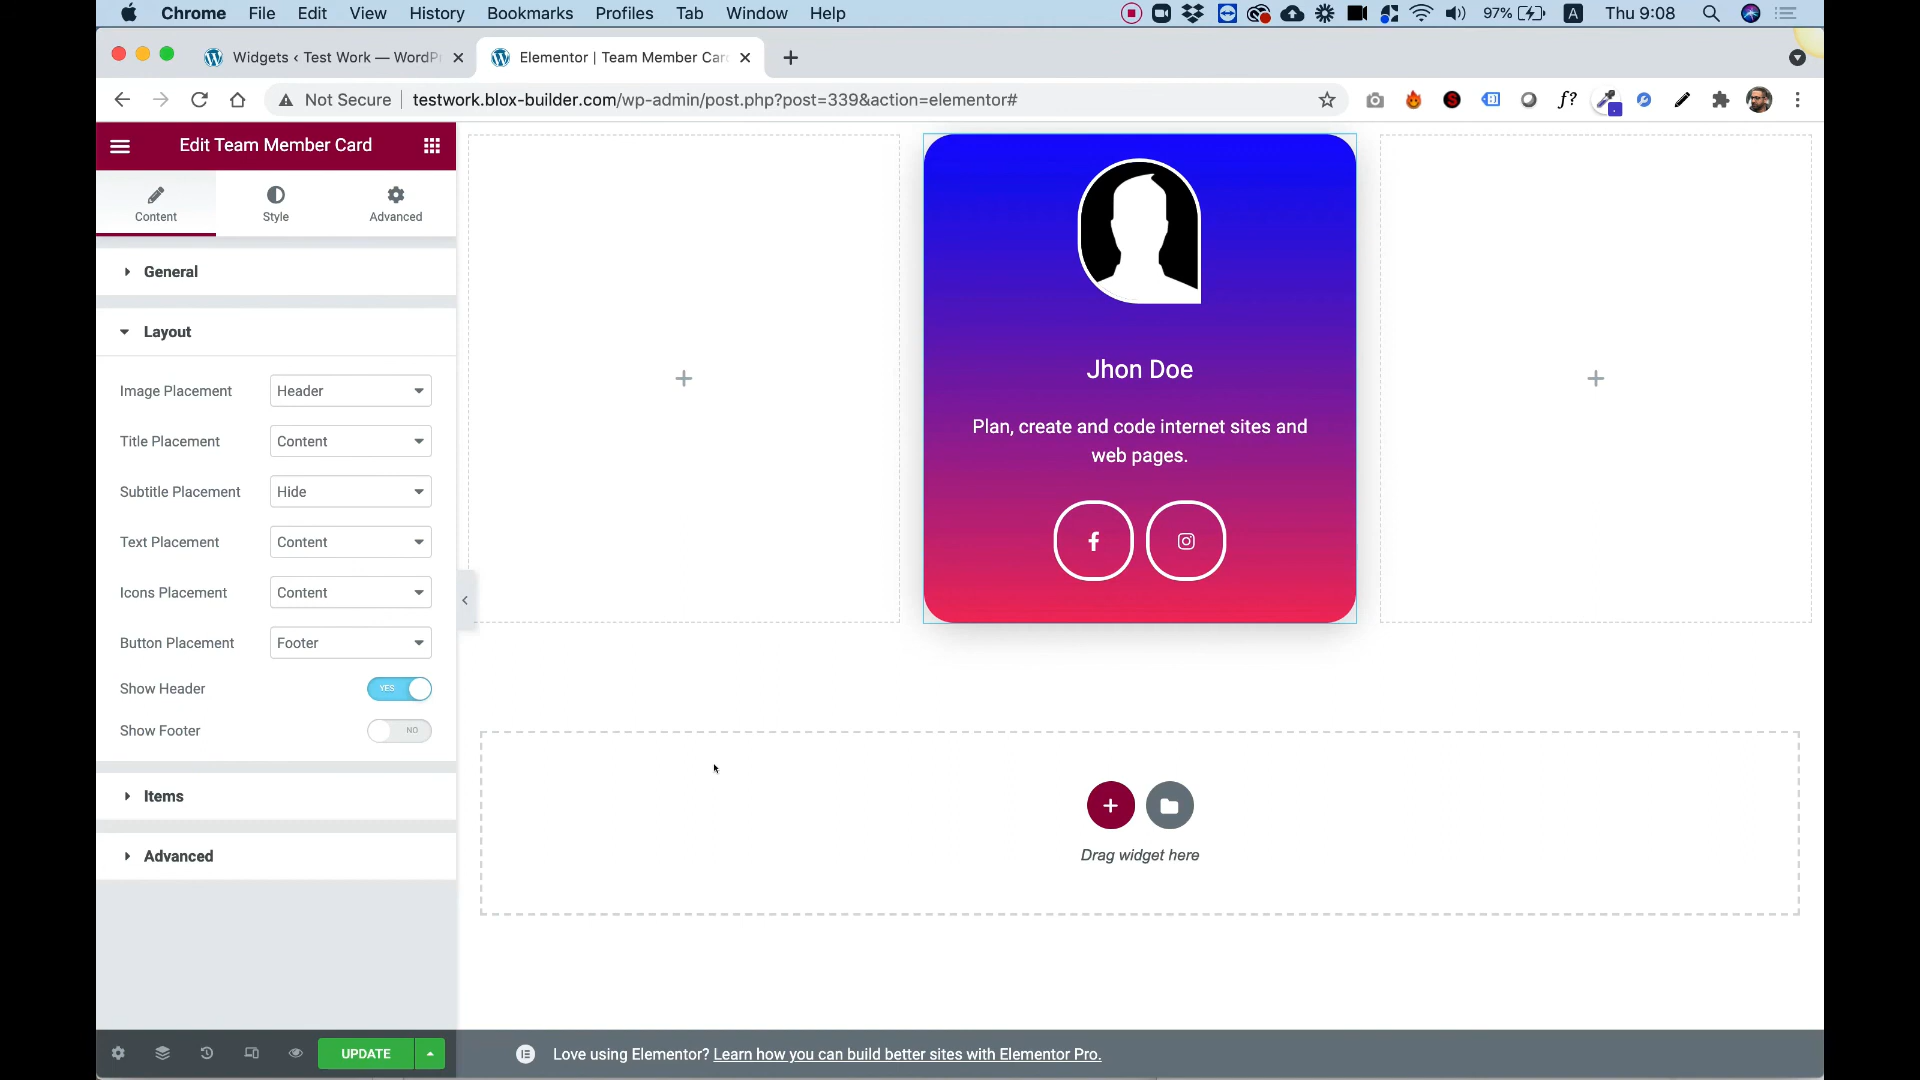 Chrome File Edit View History Bookmarks Profiles Tab Window Help 97% A Thu 9:08
Widgets ‹ Test Work — WordPr
Elementor | Team Member Car
Not Secure testwork.blox-builder.com/wp-admin/post.php?post=339&action=elementor#
f?
Edit Team Member Card
Content Style Advanced
General
Layout
Image Placement Header
Title Placement Content
Subtitle Placement Hide
Text Placement Content
Icons Placement Content
Button Placement Footer
Show Header YES
Show Footer NO
Items
Advanced
UPDATE
Jhon Doe
Plan, create and code internet sites and
web pages.
Drag widget here
Love using Elementor? Learn how you can build better sites with Elementor Pro.